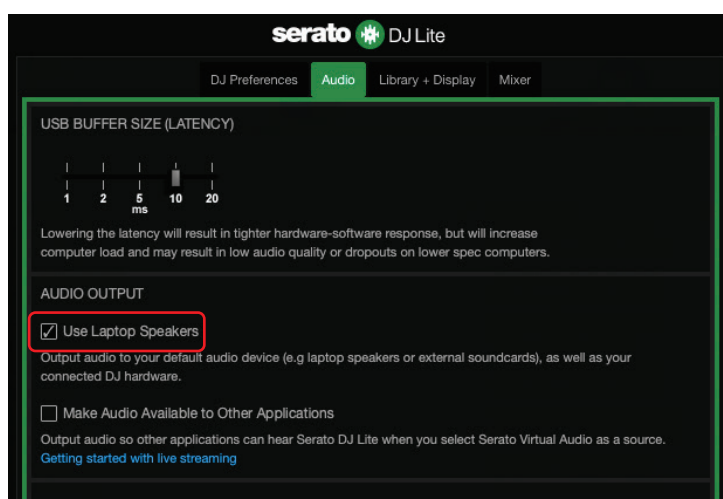 serato DJ Lite
DJ Preferences Audio Library + Display Mixer
USB BUFFER SIZE (LATENCY)
1 2 5 10 20
ms
Lowering the latency will result in tighter hardware-software response, but will increase
computer load and may result in low audio quality or dropouts on lower spec computers.
AUDIO OUTPUT
Use Laptop Speakers
Output audio to your default audio device (e.g laptop speakers or external soundcards), as well as your
connected DJ hardware.
Make Audio Available to Other Applications
Output audio so other applications can hear Serato DJ Lite when you select Serato Virtual Audio as a source.
Getting started with live streaming